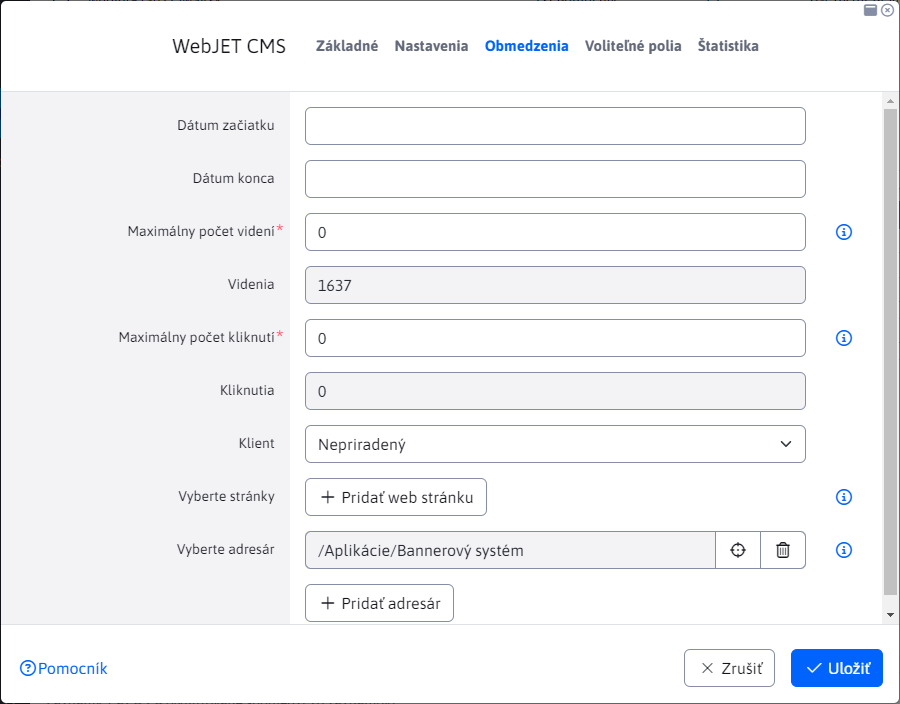 WebJET CMS
Základné Nastavenia Obmedzenia Voliteľné polia Štatistika
Dátum začiatku
Dátum konca
Maximálny počet videní* 0
Videnia 1637
Maximálny počet kliknutí* 0
Kliknutia 0
Klient Nepriradený
Vyberte stránky Pridať web stránku
Vyberte adresár /Aplikácie/Bannerový systém
Pridať adresár
Pomocník Zrušiť Uložiť